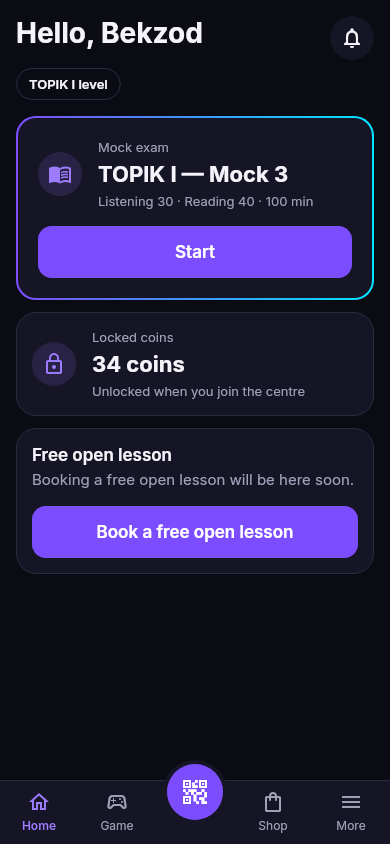 Hello, Bekzod
TOPIK I level
Mock exam
TOPIK I — Mock 3
Listening 30 · Reading 40 · 100 min
Start
Locked coins
34 coins
Unlocked when you join the centre
Free open lesson
Booking a free open lesson will be here soon.
Book a free open lesson
Home
Game
Shop
More